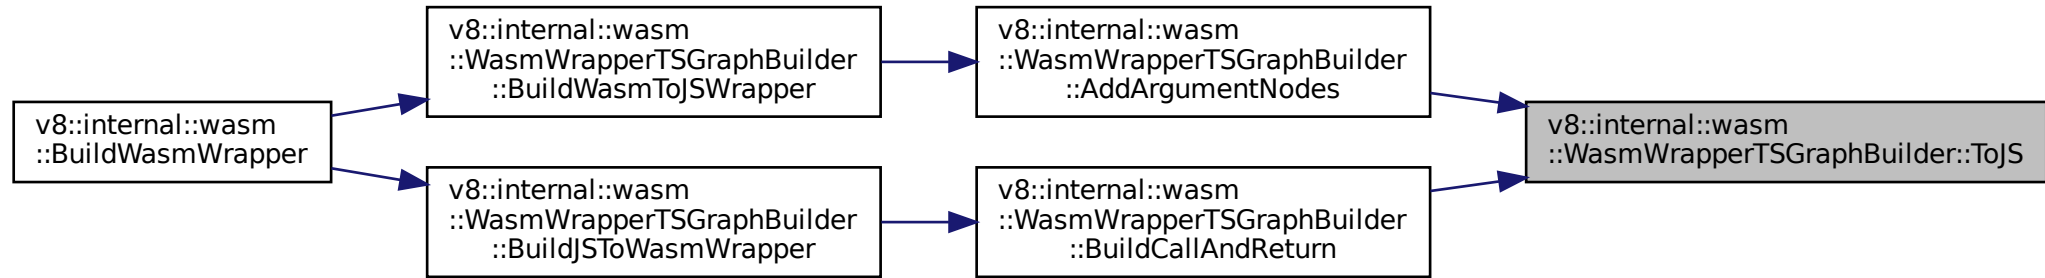 v8::internal::wasm
::BuildWasmWrapper
v8::internal::wasm
::WasmWrapperTSGraphBuilder
::BuildWasmToJSWrapper
v8::internal::wasm
::WasmWrapperTSGraphBuilder
::AddArgumentNodes
v8::internal::wasm
::WasmWrapperTSGraphBuilder
::BuildJSToWasmWrapper
v8::internal::wasm
::WasmWrapperTSGraphBuilder
::BuildCallAndReturn
v8::internal::wasm
::WasmWrapperTSGraphBuilder::ToJS